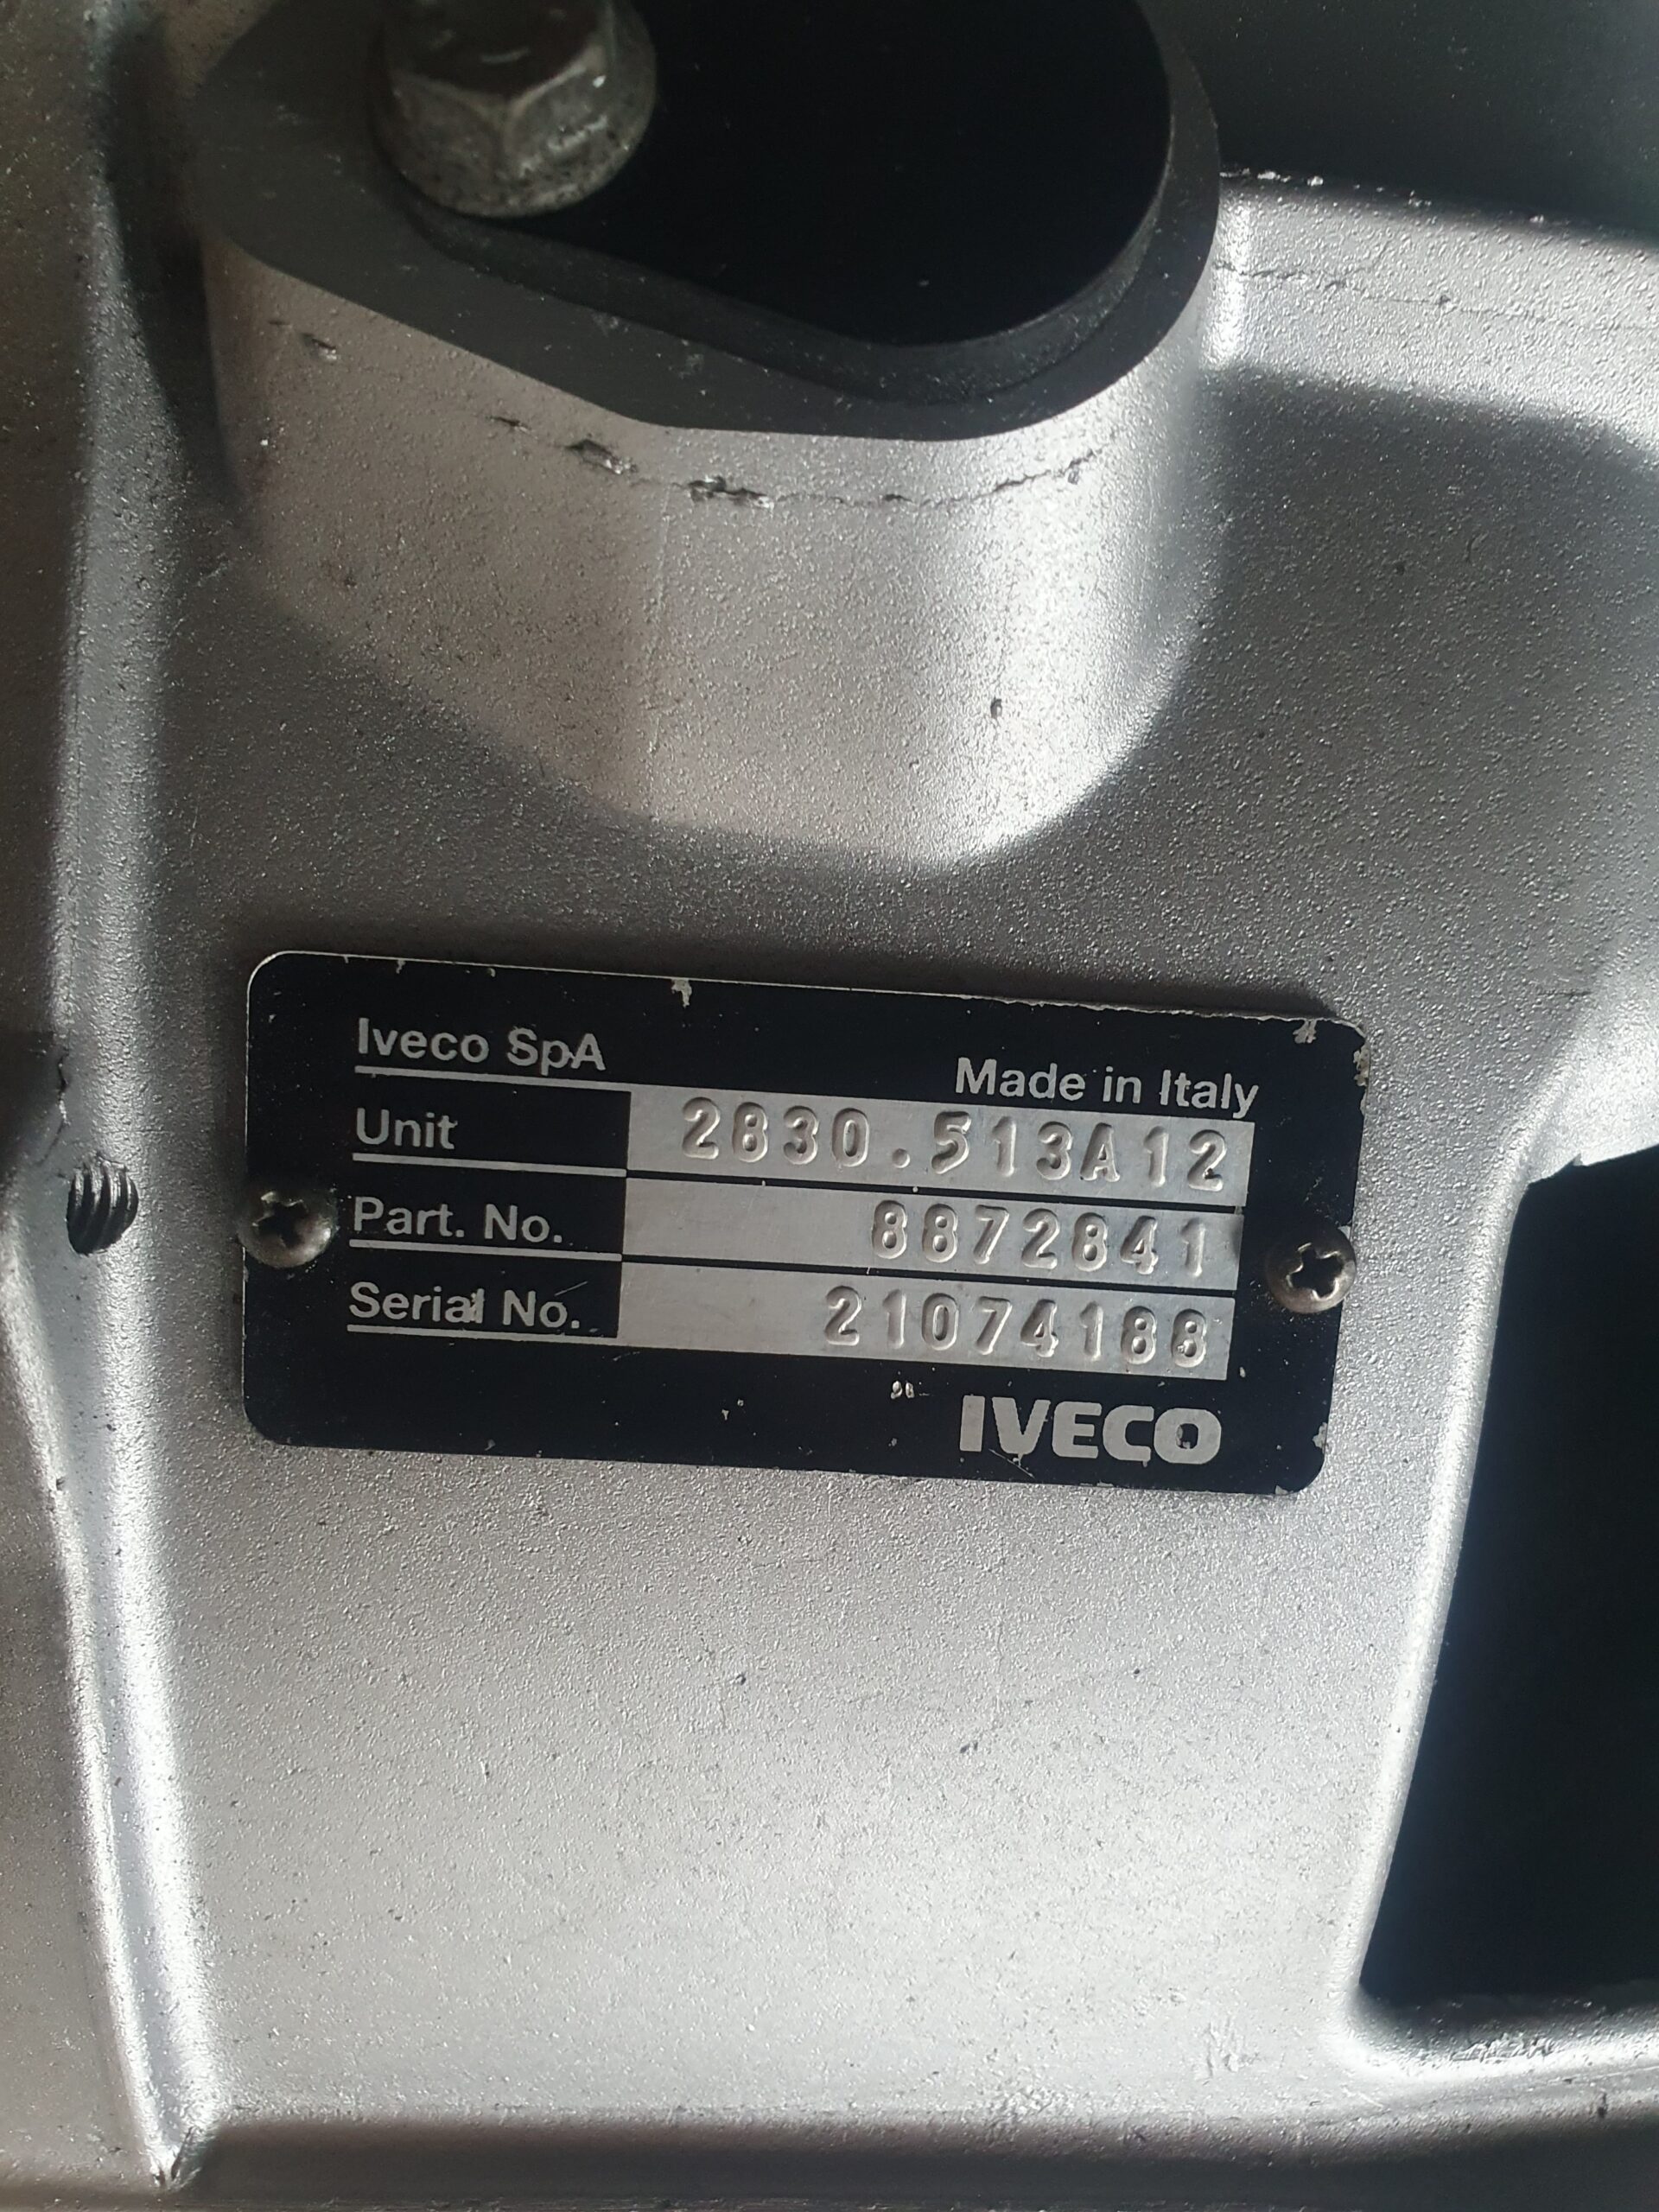 Iveco SpA
Made in Italy
Unit 2830.513A12
Part. No. 8872841
Serial No. 21074188
IVECO